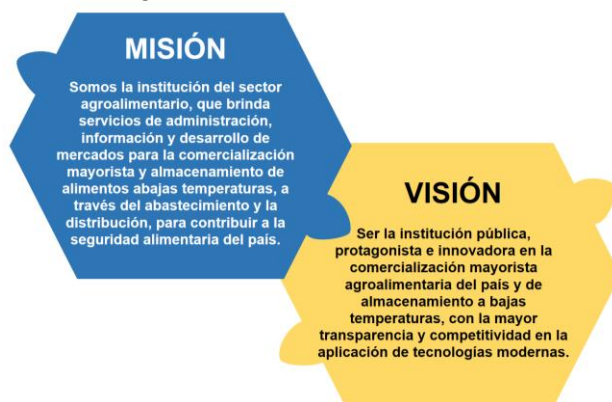 MISIÓN
Somos la institución del sector
agroalimentario, que brinda
servicios de administración,
información y desarrollo de
mercados para la comercialización
mayorista y almacenamiento de
alimentos abajas temperaturas, a
través del abastecimiento y la
distribución, para contribuir a la
seguridad alimentaria del país.
VISIÓN
Ser la institución pública,
protagonista e innovadora en la
comercialización mayorista
agroalimentaria del país y de
almacenamiento a bajas
temperaturas, con la mayor
transparencia y competitividad en la
aplicación de tecnologías modernas.